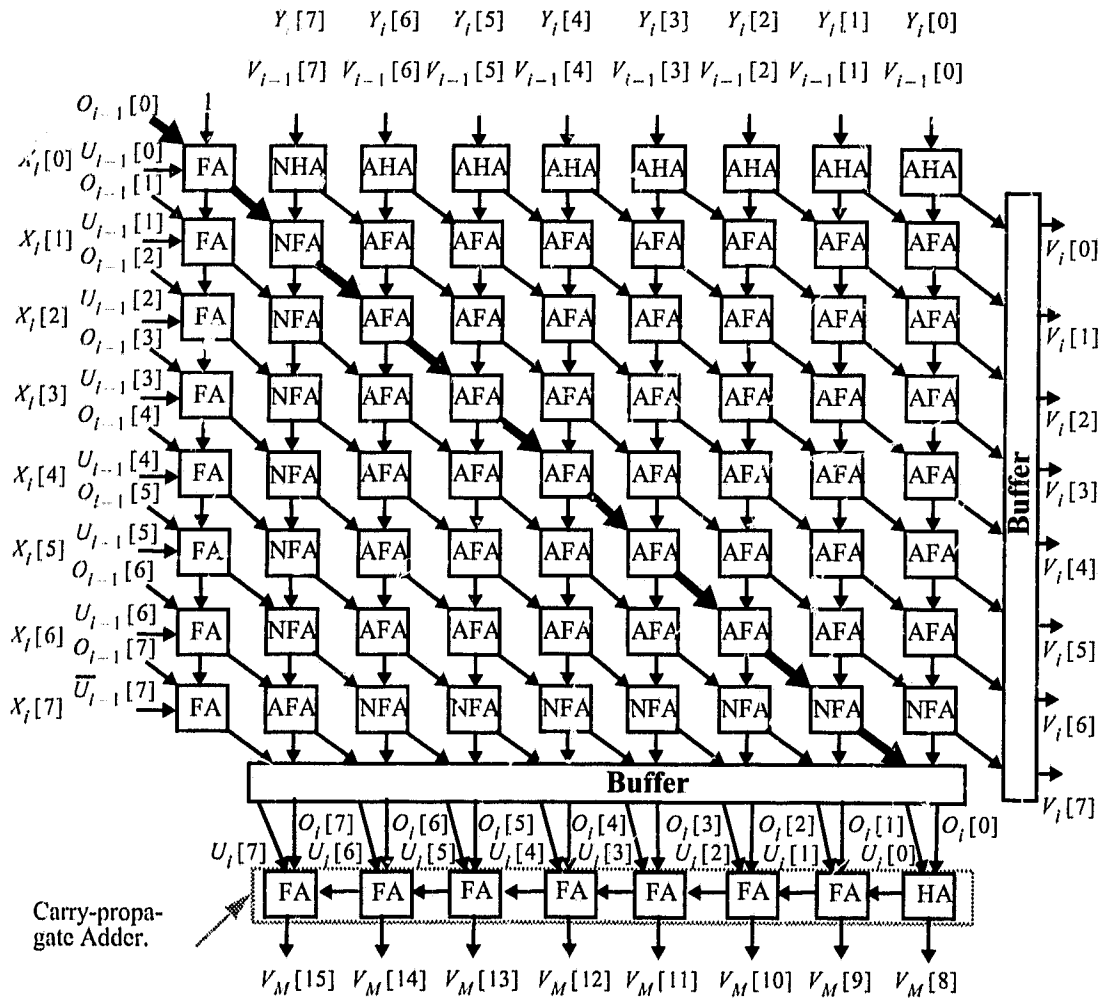 Y_i[7] Y_i[6] Y_i[5] Y_i[4] Y_i[3] Y_i[2] Y_i[1] Y_i[0]
V_{i-1}[7] V_{i-1}[6] V_{i-1}[5] V_{i-1}[4] V_{i-1}[3] V_{i-1}[2] V_{i-1}[1] V_{i-1}[0]
O_{i-1}[0] 1
X_i[0] U_{i-1}[0] FA NHA AHA AHA AHA AHA AHA AHA AHA
O_{i-1}[1]
X_i[1] U_{i-1}[1] FA NFA AFA AFA AFA AFA AFA AFA AFA V_i[0]
O_{i-1}[2]
X_i[2] U_{i-1}[2] FA NFA AFA AFA AFA AFA AFA AFA AFA V_i[1]
O_{i-1}[3]
X_i[3] U_{i-1}[3] FA NFA AFA AFA AFA AFA AFA AFA AFA V_i[2]
O_{i-1}[4]
X_i[4] U_{i-1}[4] FA NFA AFA AFA AFA AFA AFA AFA AFA V_i[3]
O_{i-1}[5]
Buffer
X_i[5] U_{i-1}[5] FA NFA AFA AFA AFA AFA AFA AFA AFA V_i[4]
O_{i-1}[6]
X_i[6] U_{i-1}[6] FA NFA AFA AFA AFA AFA AFA AFA AFA V_i[5]
O_{i-1}[7]
X_i[7] U̅_{i-1}[7] FA AFA NFA NFA NFA NFA NFA NFA NFA V_i[6]
Buffer
V_i[7]
O_i[7] O_i[6] O_i[5] O_i[4] O_i[3] O_i[2] O_i[1] O_i[0]
U_i[7] U_i[6] U_i[5] U_i[4] U_i[3] U_i[2] U_i[1] U_i[0]
FA FA FA FA FA FA FA HA
Carry-propa-
gate Adder.
V_M[15] V_M[14] V_M[13] V_M[12] V_M[11] V_M[10] V_M[9] V_M[8]